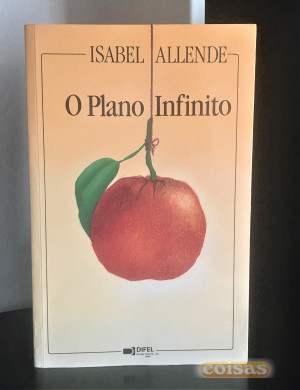 ISABEL ALLENDE
O Plano Infinito
DIFEL
coisas